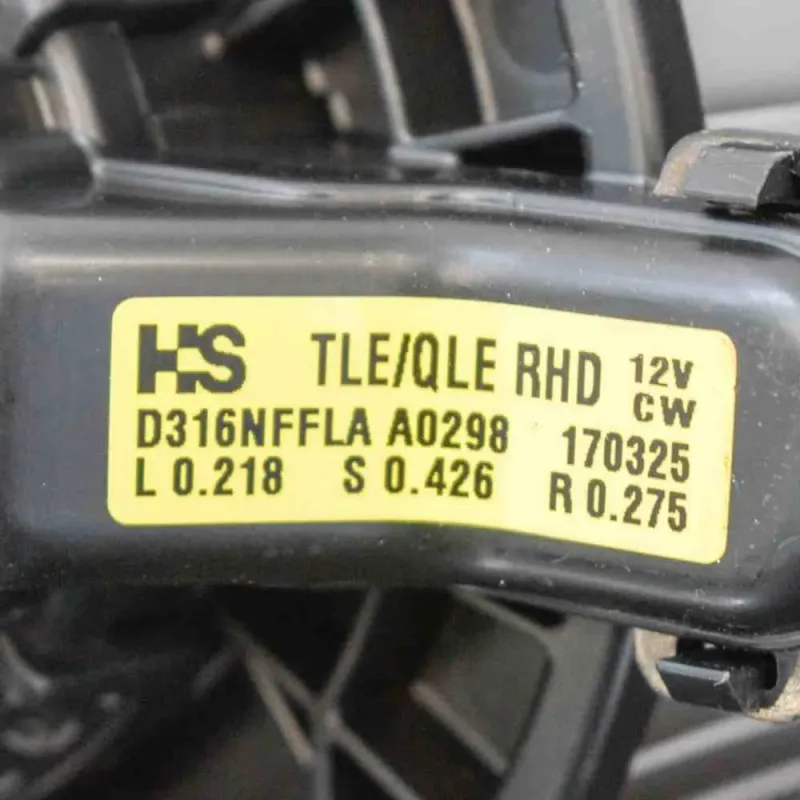 HS TLE/QLE RHD 12V
CW
D316NFFLA A0298 170325
L 0.218 S 0.426 R 0.275